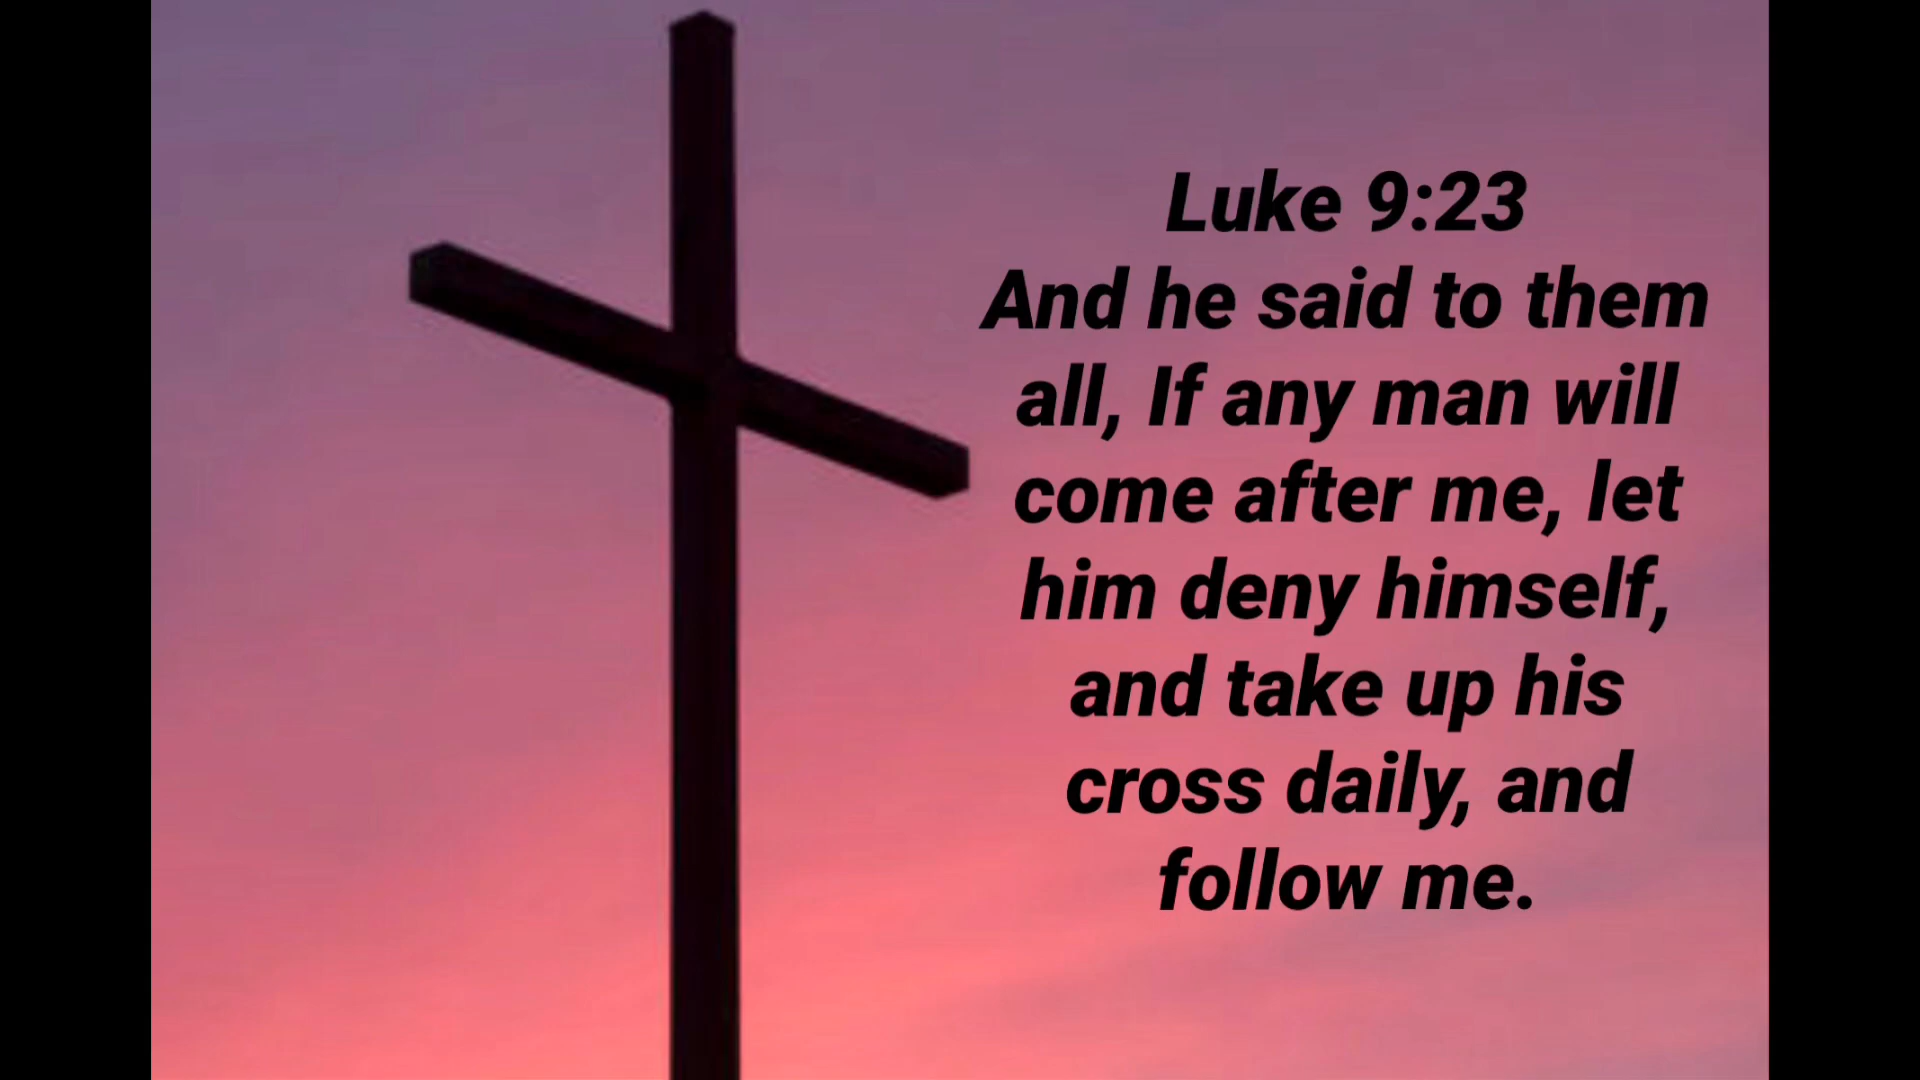 Luke 9:23
And he said to them
all, If any man will
come after me, let
him deny himself,
and take up his
cross daily, and
follow me.